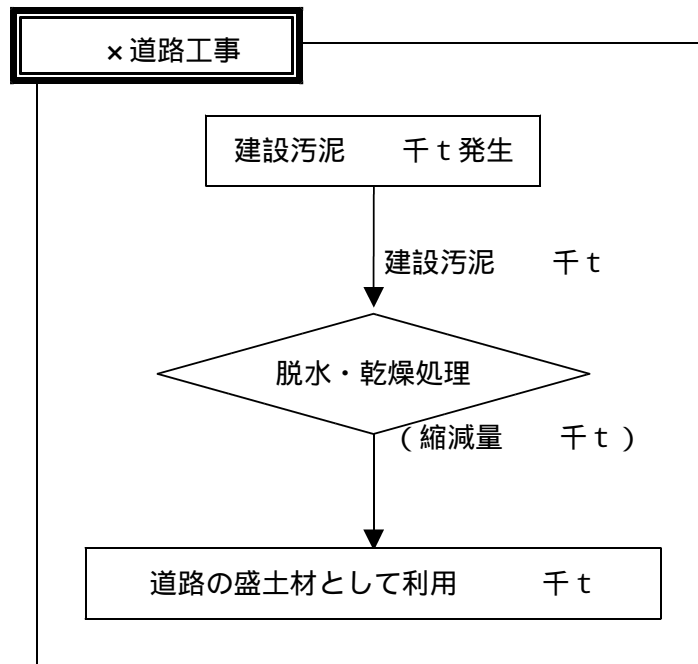 ×道路工事
建設汚泥　　千ｔ発生
建設汚泥　　千ｔ
脱水・乾燥処理
（縮減量　　千ｔ）
道路の盛土材として利用　　　千ｔ